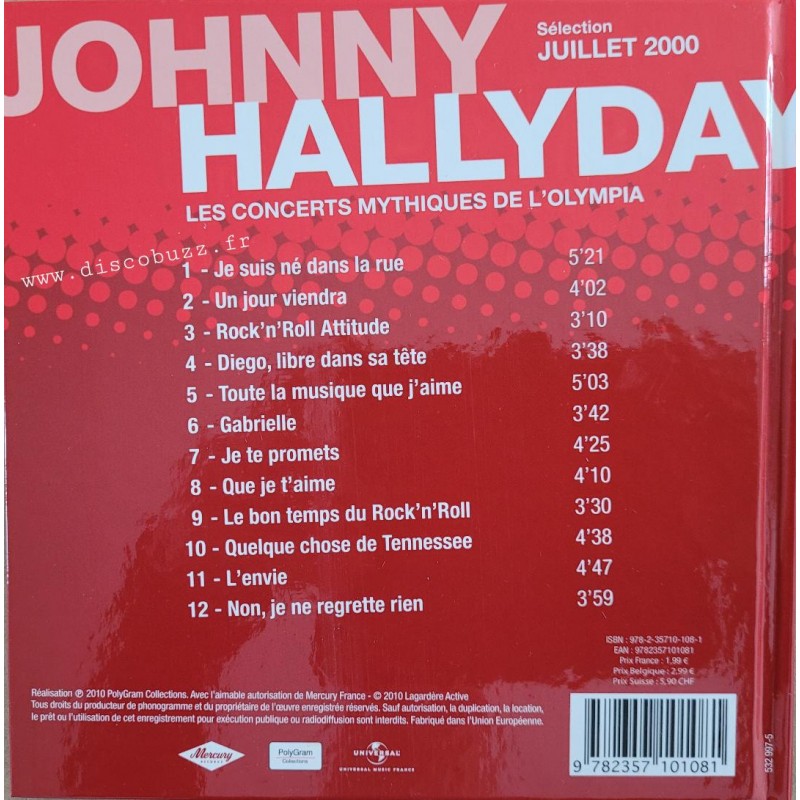 JOHNNY
Sélection
JUILLET 2000
HALLYDAY
LES CONCERTS MYTHIQUES DE L'OLYMPIA
www.discobuzz.fr
1 - Je suis né dans la rue 5'21
2 - Un jour viendra 4'02
3 - Rock'n'Roll Attitude 3'10
4 - Diego, libre dans sa tête 3'38
5 - Toute la musique que j'aime 5'03
6 - Gabrielle 3'42
7 - Je te promets 4'25
8 - Que je t'aime 4'10
9 - Le bon temps du Rock'n'Roll 3'30
10 - Quelque chose de Tennessee 4'38
11 - L'envie 4'47
12 - Non, je ne regrette rien 3'59
ISBN : 978-2-35710-108-1
EAN : 9782357101081
Prix France : 1,99 €
Prix Belgique : 2,99 €
Prix Suisse : 5,90 CHF
Réalisation ℗ 2010 PolyGram Collections. Avec l'aimable autorisation de Mercury France - © 2010 Lagardère Active
Tous droits du producteur de phonogramme et du propriétaire de l'œuvre enregistrée réservés. Sauf autorisation, la duplication, la location,
le prêt ou l'utilisation de cet enregistrement pour exécution publique ou radiodiffusion sont interdits. Fabriqué dans l'Union Européenne.
Mercury
RECORDS
PolyGram
Collections
UNIVERSAL
UNIVERSAL MUSIC FRANCE
9 782357 101081
532 997-5